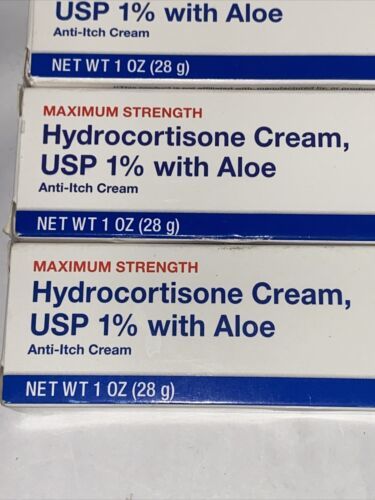 USP 1% with Aloe
Anti-Itch Cream
NET WT 1 OZ (28 g)
MAXIMUM STRENGTH
Hydrocortisone Cream,
USP 1% with Aloe
Anti-Itch Cream
NET WT 1 OZ (28 g)
MAXIMUM STRENGTH
Hydrocortisone Cream,
USP 1% with Aloe
Anti-Itch Cream
NET WT 1 OZ (28 g)